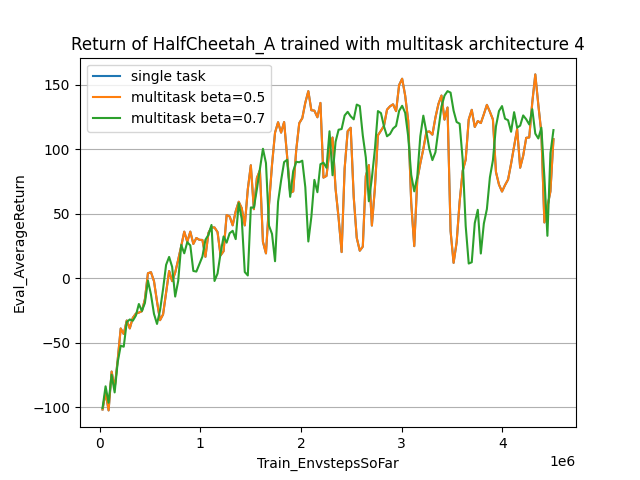 Return of HalfCheetah_A trained with multitask architecture 4
single task
multitask beta=0.5
multitask beta=0.7
Eval_AverageReturn
150
100
50
0
−50
−100
0
1
2
3
4
1e6
Train_EnvstepsSoFar